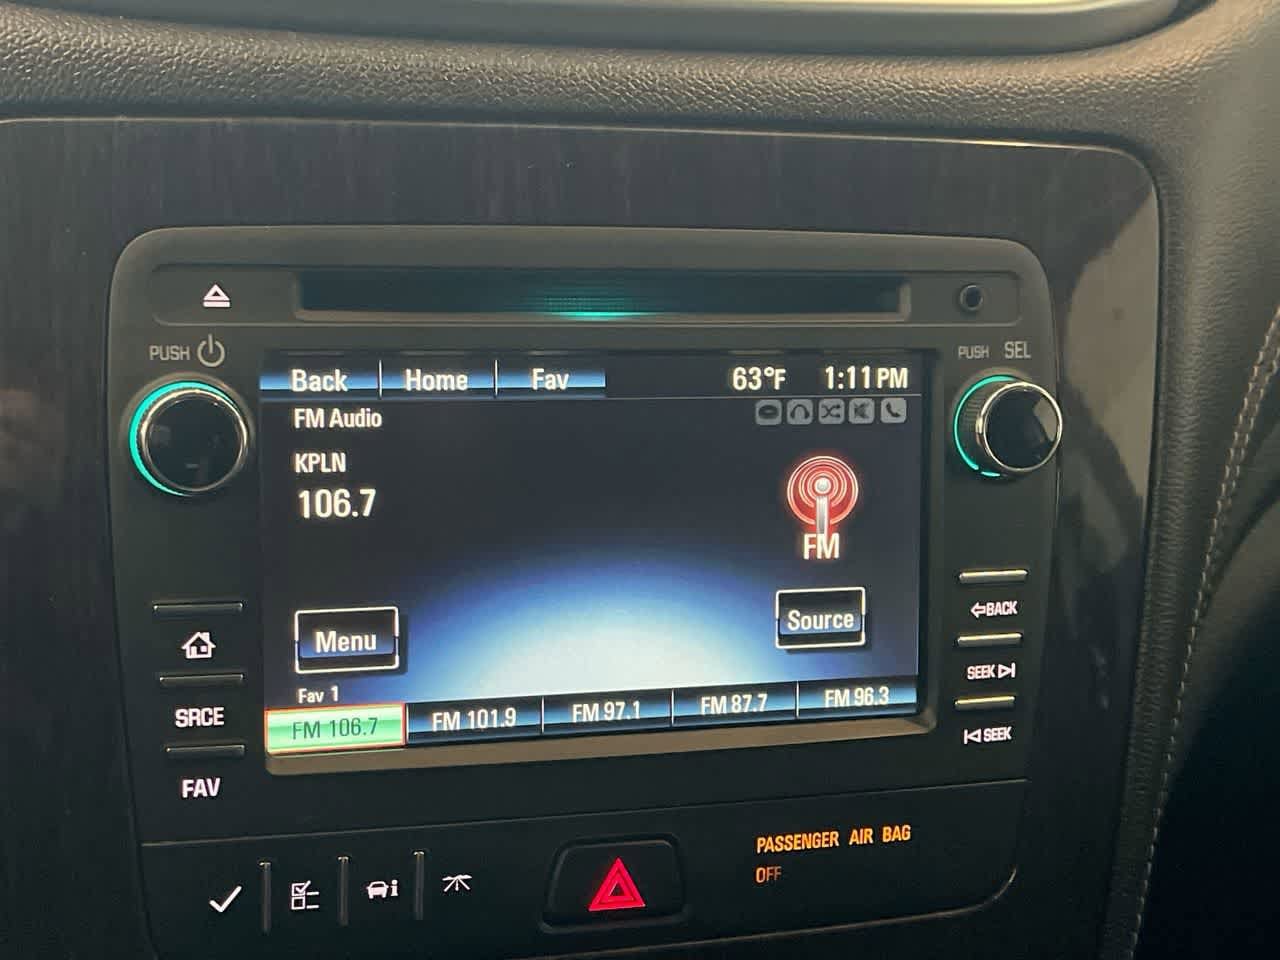 PUSH
PUSH SEL
Back Home Fav 63°F 1:11 PM
FM Audio
KPLN
106.7
FM
Menu
Source
BACK
SEEK
SEEK
SRCE
FAV
Fav 1
FM 106.7 FM 101.9 FM 97.1 FM 87.7 FM 96.3
PASSENGER AIR BAG
OFF